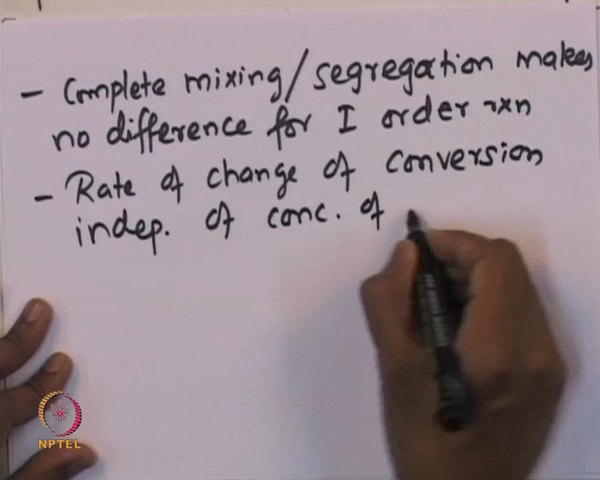 - Complete mixing/segregation makes
no difference for I order rxn
- Rate of change of conversion
indep. of conc. of
NPTEL